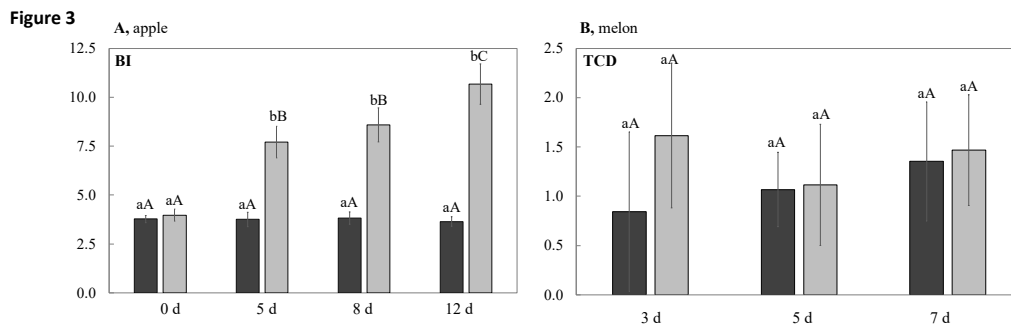 Figure 3
A, apple
BI
12.5
10.0
7.5
5.0
2.5
0.0
aA aA aA bB aA bB aA bC
0 d 5 d 8 d 12 d
B, melon
TCD
2.5
2.0
1.5
1.0
0.5
0.0
aA aA aA aA aA aA
3 d 5 d 7 d